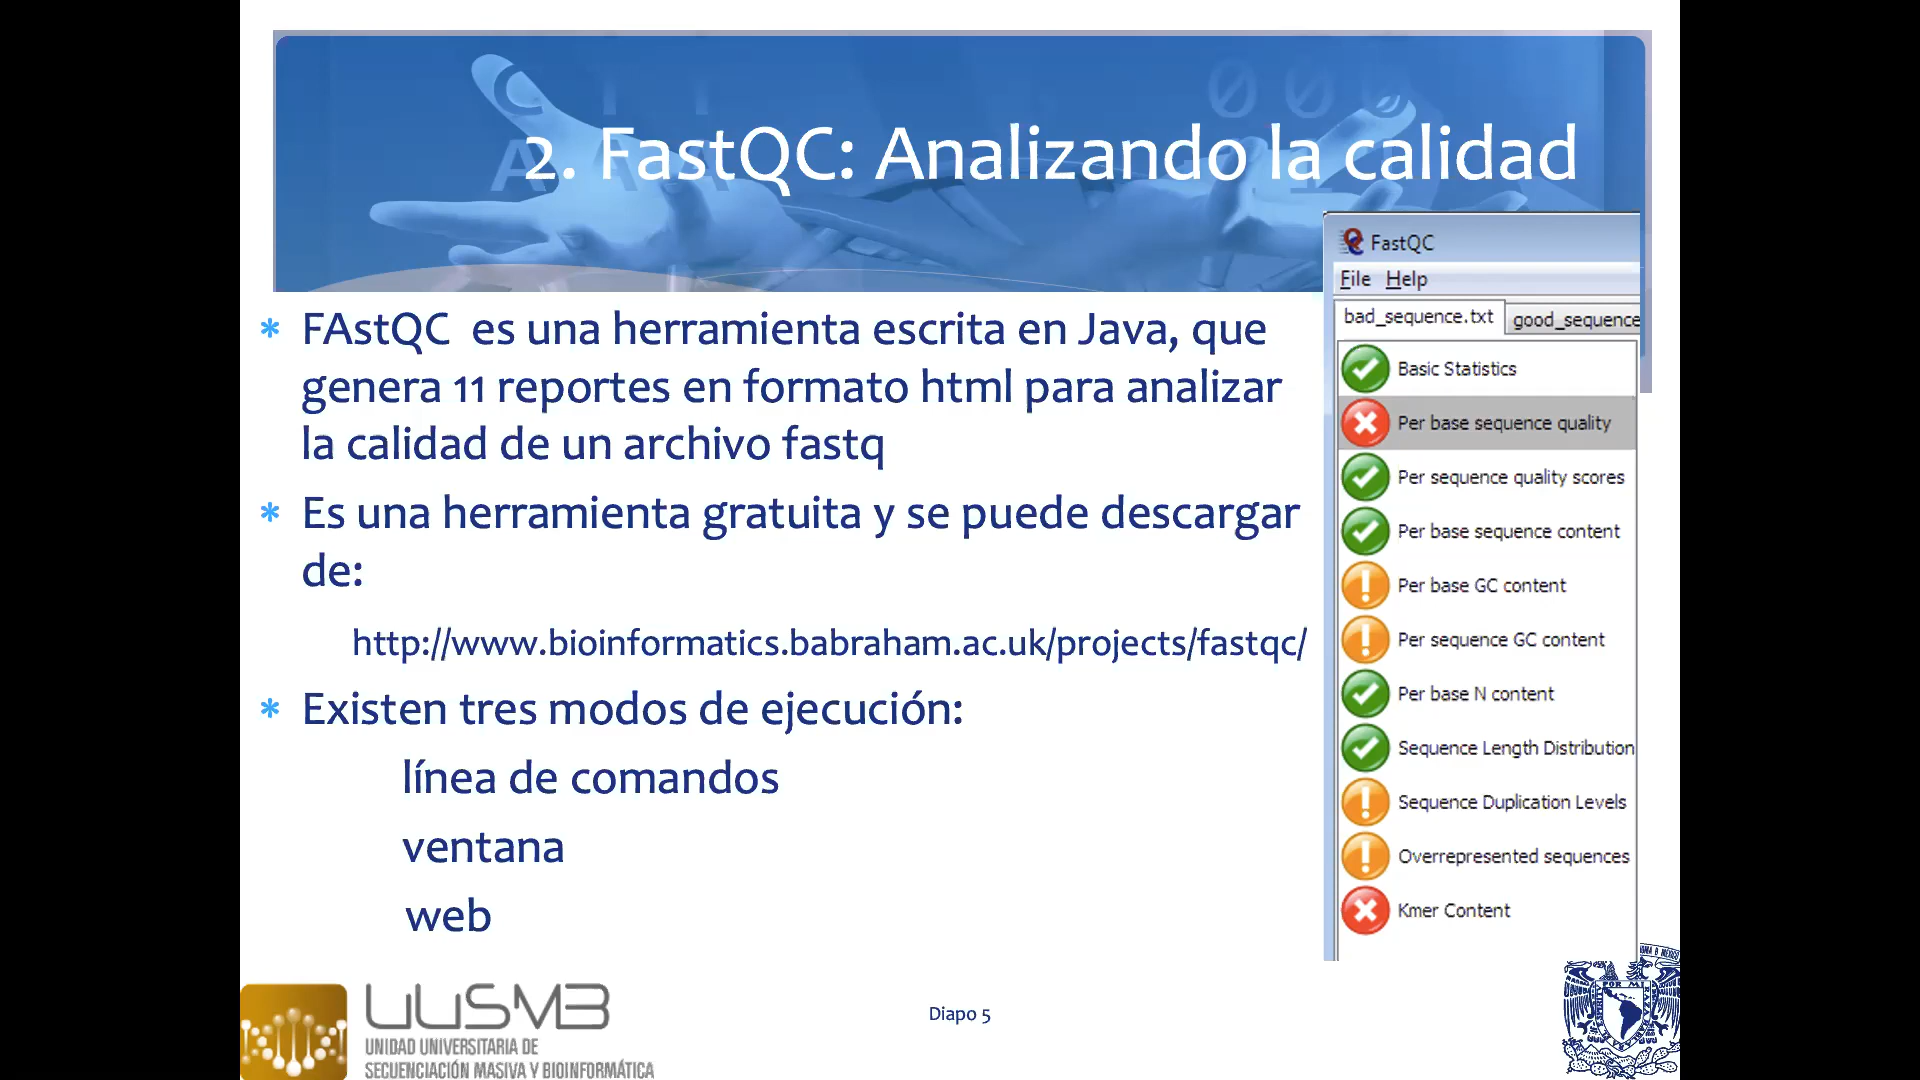 2. FastQC: Analizando la calidad
* FAstQC es una herramienta escrita en Java, que
genera 11 reportes en formato html para analizar
la calidad de un archivo fastq
* Es una herramienta gratuita y se puede descargar
de:
http://www.bioinformatics.babraham.ac.uk/projects/fastqc/
* Existen tres modos de ejecución:
línea de comandos
ventana
web
FastQC
File Help
bad_sequence.txt good_sequence
Basic Statistics
Per base sequence quality
Per sequence quality scores
Per base sequence content
Per base GC content
Per sequence GC content
Per base N content
Sequence Length Distribution
Sequence Duplication Levels
Overrepresented sequences
Kmer Content
UUSMB
UNIDAD UNIVERSITARIA DE
SECUENCIACIÓN MASIVA Y BIOINFORMÁTICA
Diapo 5
POR MI RAZA